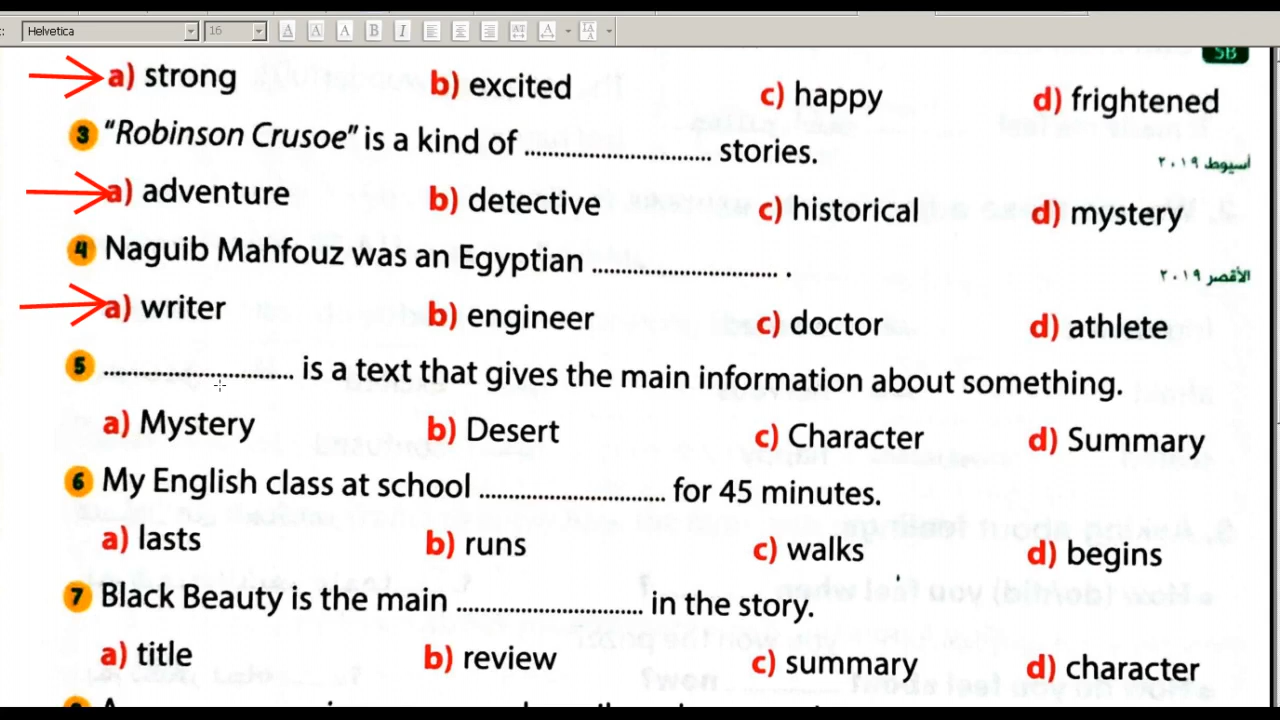 Helvetica 16
5B
a) strong b) excited c) happy d) frightened
3 “Robinson Crusoe” is a kind of .............................. stories. أسيوط ٢٠١٩
a) adventure b) detective c) historical d) mystery
4 Naguib Mahfouz was an Egyptian .............................. . الأقصر ٢٠١٩
a) writer b) engineer c) doctor d) athlete
5 .............................. is a text that gives the main information about something.
a) Mystery b) Desert c) Character d) Summary
6 My English class at school .............................. for 45 minutes.
a) lasts b) runs c) walks d) begins
7 Black Beauty is the main .............................. in the story.
a) title b) review c) summary d) character